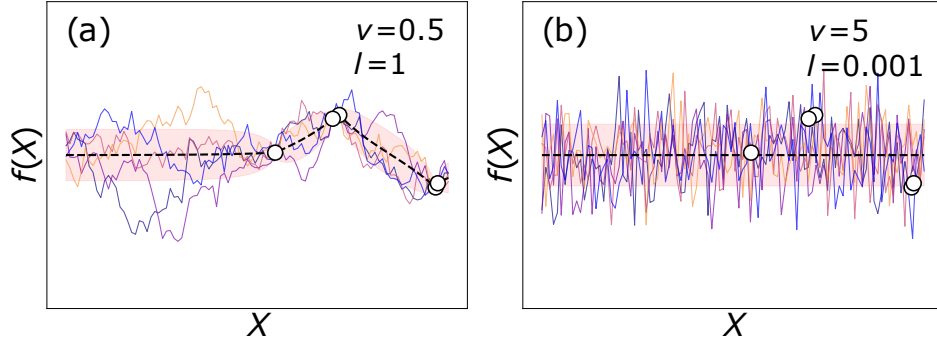 (a)
v=0.5
l=1
f(X)
X
(b)
v=5
l=0.001
f(X)
X